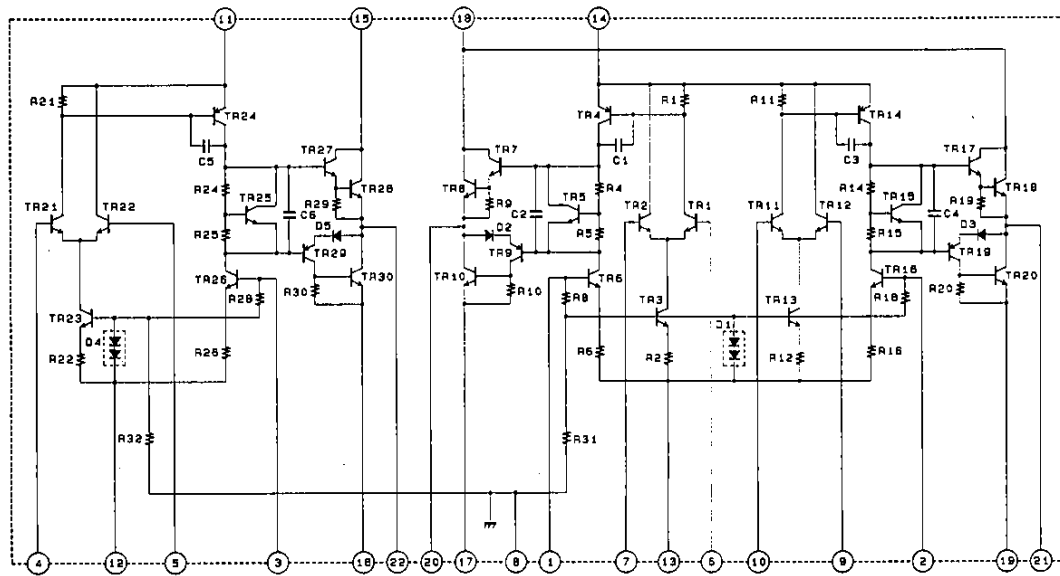 11 15 18 14
R21
TR24
R1
R11
TR4
TR14
C5
C1
C3
TR27
TR7
TR17
R24
TR25
TR28
TR8
TR5
R4
R14
TR15
TR18
R19
TR21
TR22
R29
C6
R9
C2
TR2
TR1
TR11
TR12
C4
R25
D5
D2
R5
R15
D3
TR29
TR9
TR19
TR26
TR30
TR10
TR6
TR16
TR20
R28
R30
R10
R8
R18
R20
TR23
TR3
TR13
D4
D1
R22
R26
R6
R2
R12
R16
R32
R31
4 12 5 3 16 22 20 17 8 1 7 13 6 10 9 2 19 21